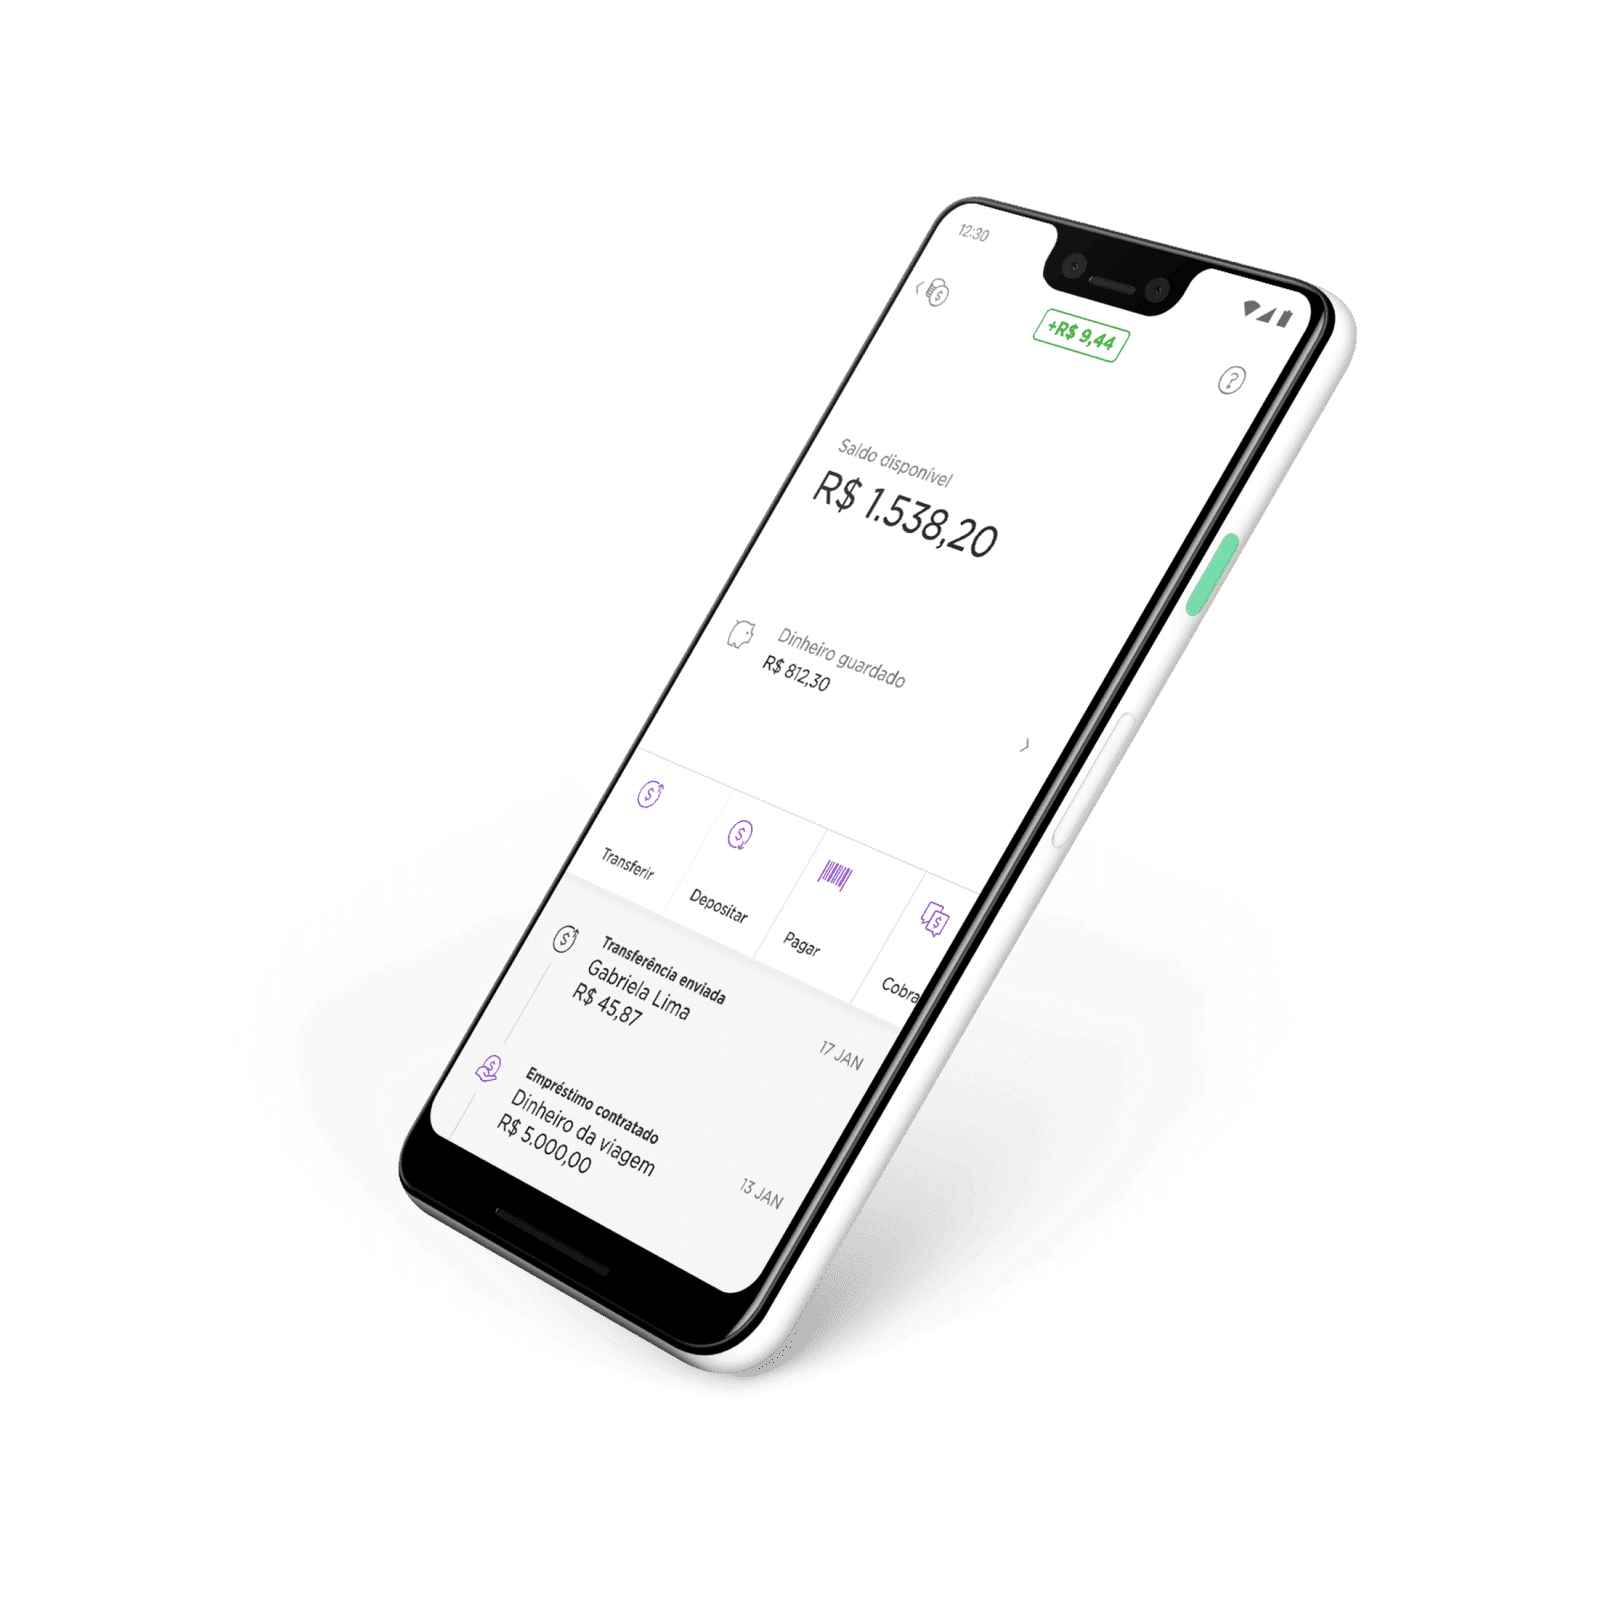 12:30
+R$ 9,44
Saldo disponível
R$ 1.538,20
Dinheiro guardado
R$ 812,30
Transferir
Depositar
Pagar
Cobra
Transferência enviada
Gabriela Lima
R$ 45,87
17 JAN
Empréstimo contratado
Dinheiro da viagem
R$ 5.000,00
13 JAN